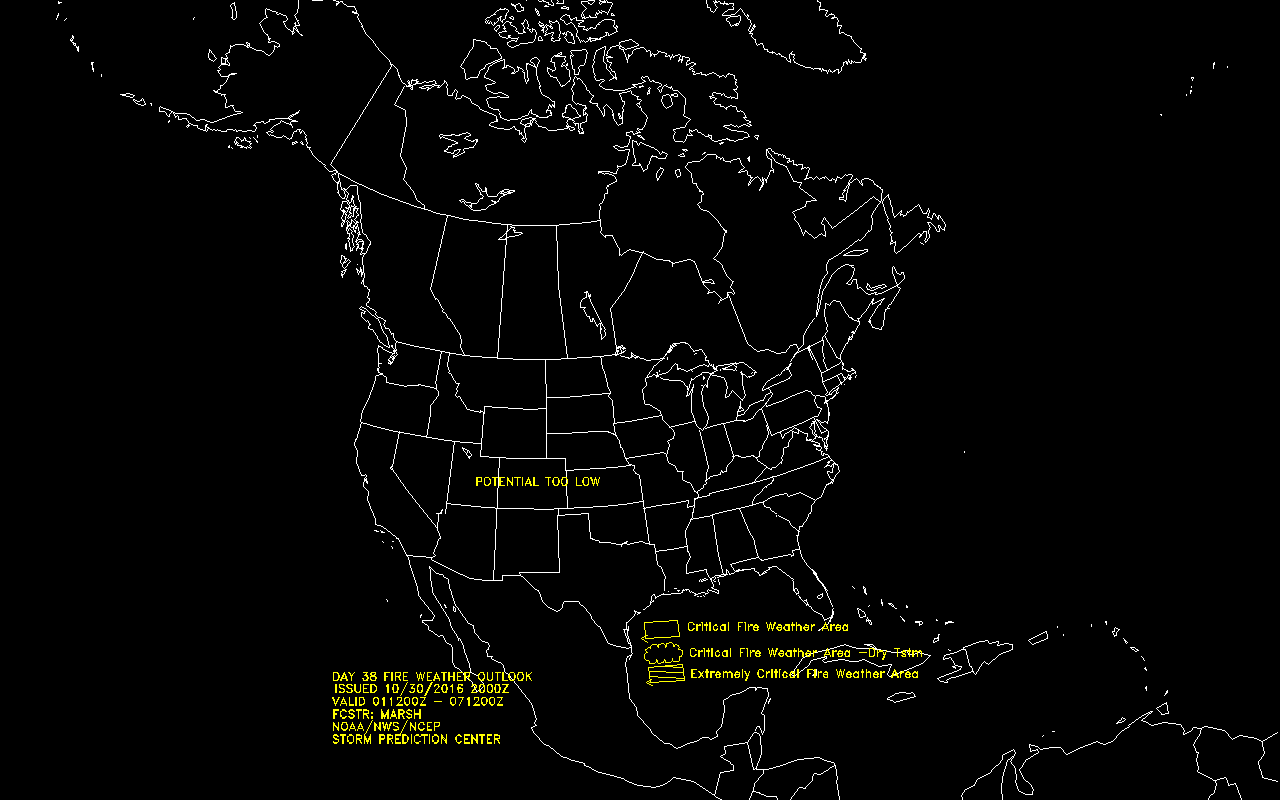 POTENTIAL TOO LOW
Critical Fire Weather Area
Critical Fire Weather Area -Dry Tstm
Extremely Critical Fire Weather Area
DAY 38 FIRE WEATHER OUTLOOK
ISSUED 10/30/2016 2000Z
VALID 011200Z - 071200Z
FCSTR: MARSH
NOAA/NWS/NCEP
STORM PREDICTION CENTER